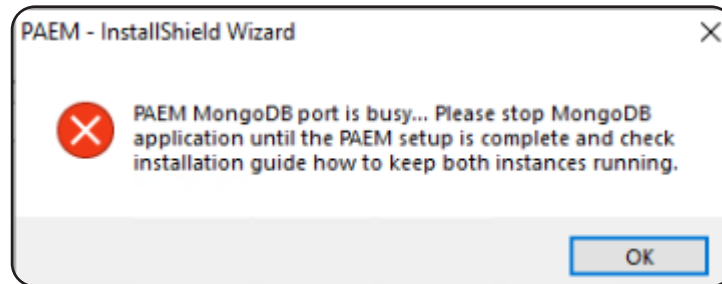 PAEM - InstallShield Wizard
PAEM MongoDB port is busy... Please stop MongoDB
application until the PAEM setup is complete and check
installation guide how to keep both instances running.
OK